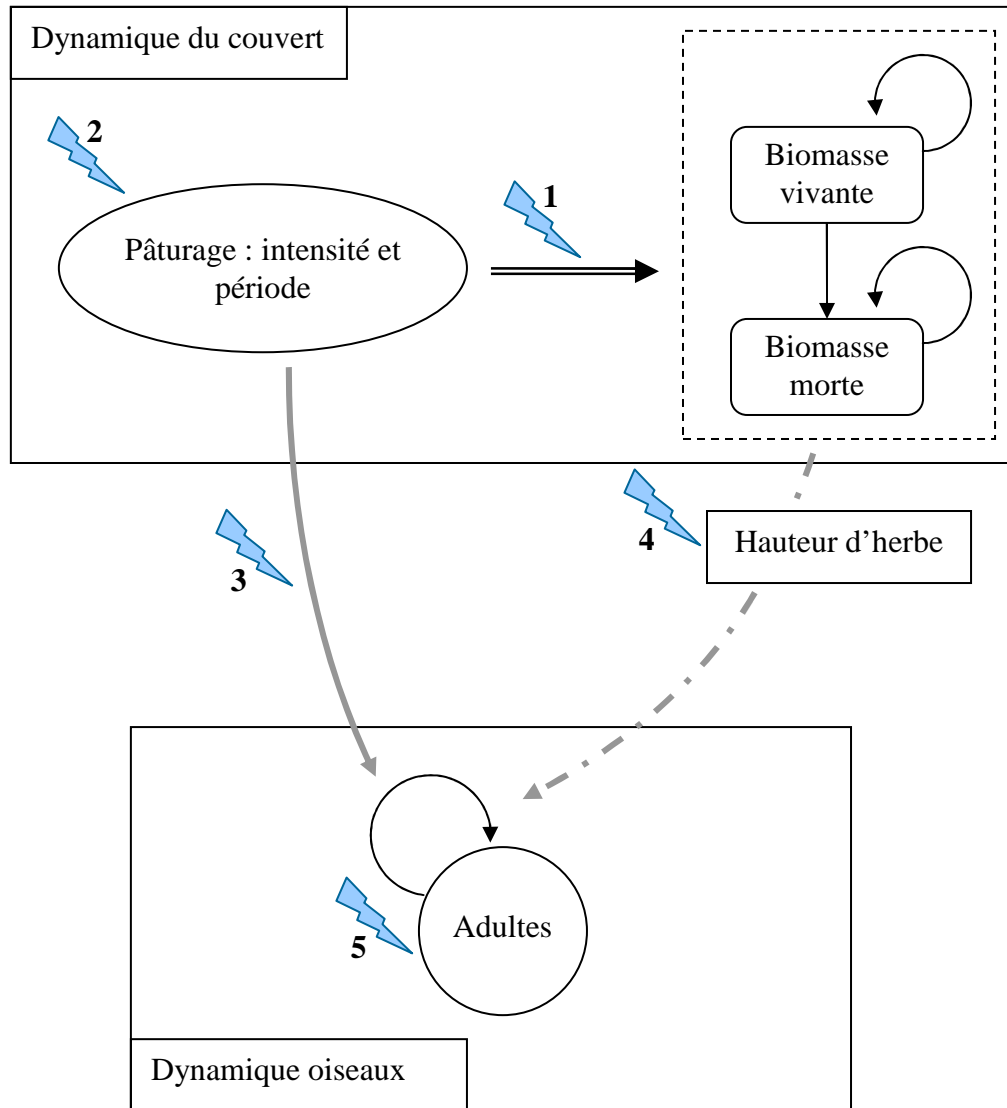 Dynamique du couvert
2
1
Biomasse
vivante
Pâturage : intensité et
période
Biomasse
morte
3
4
Hauteur d’herbe
Adultes
5
Dynamique oiseaux